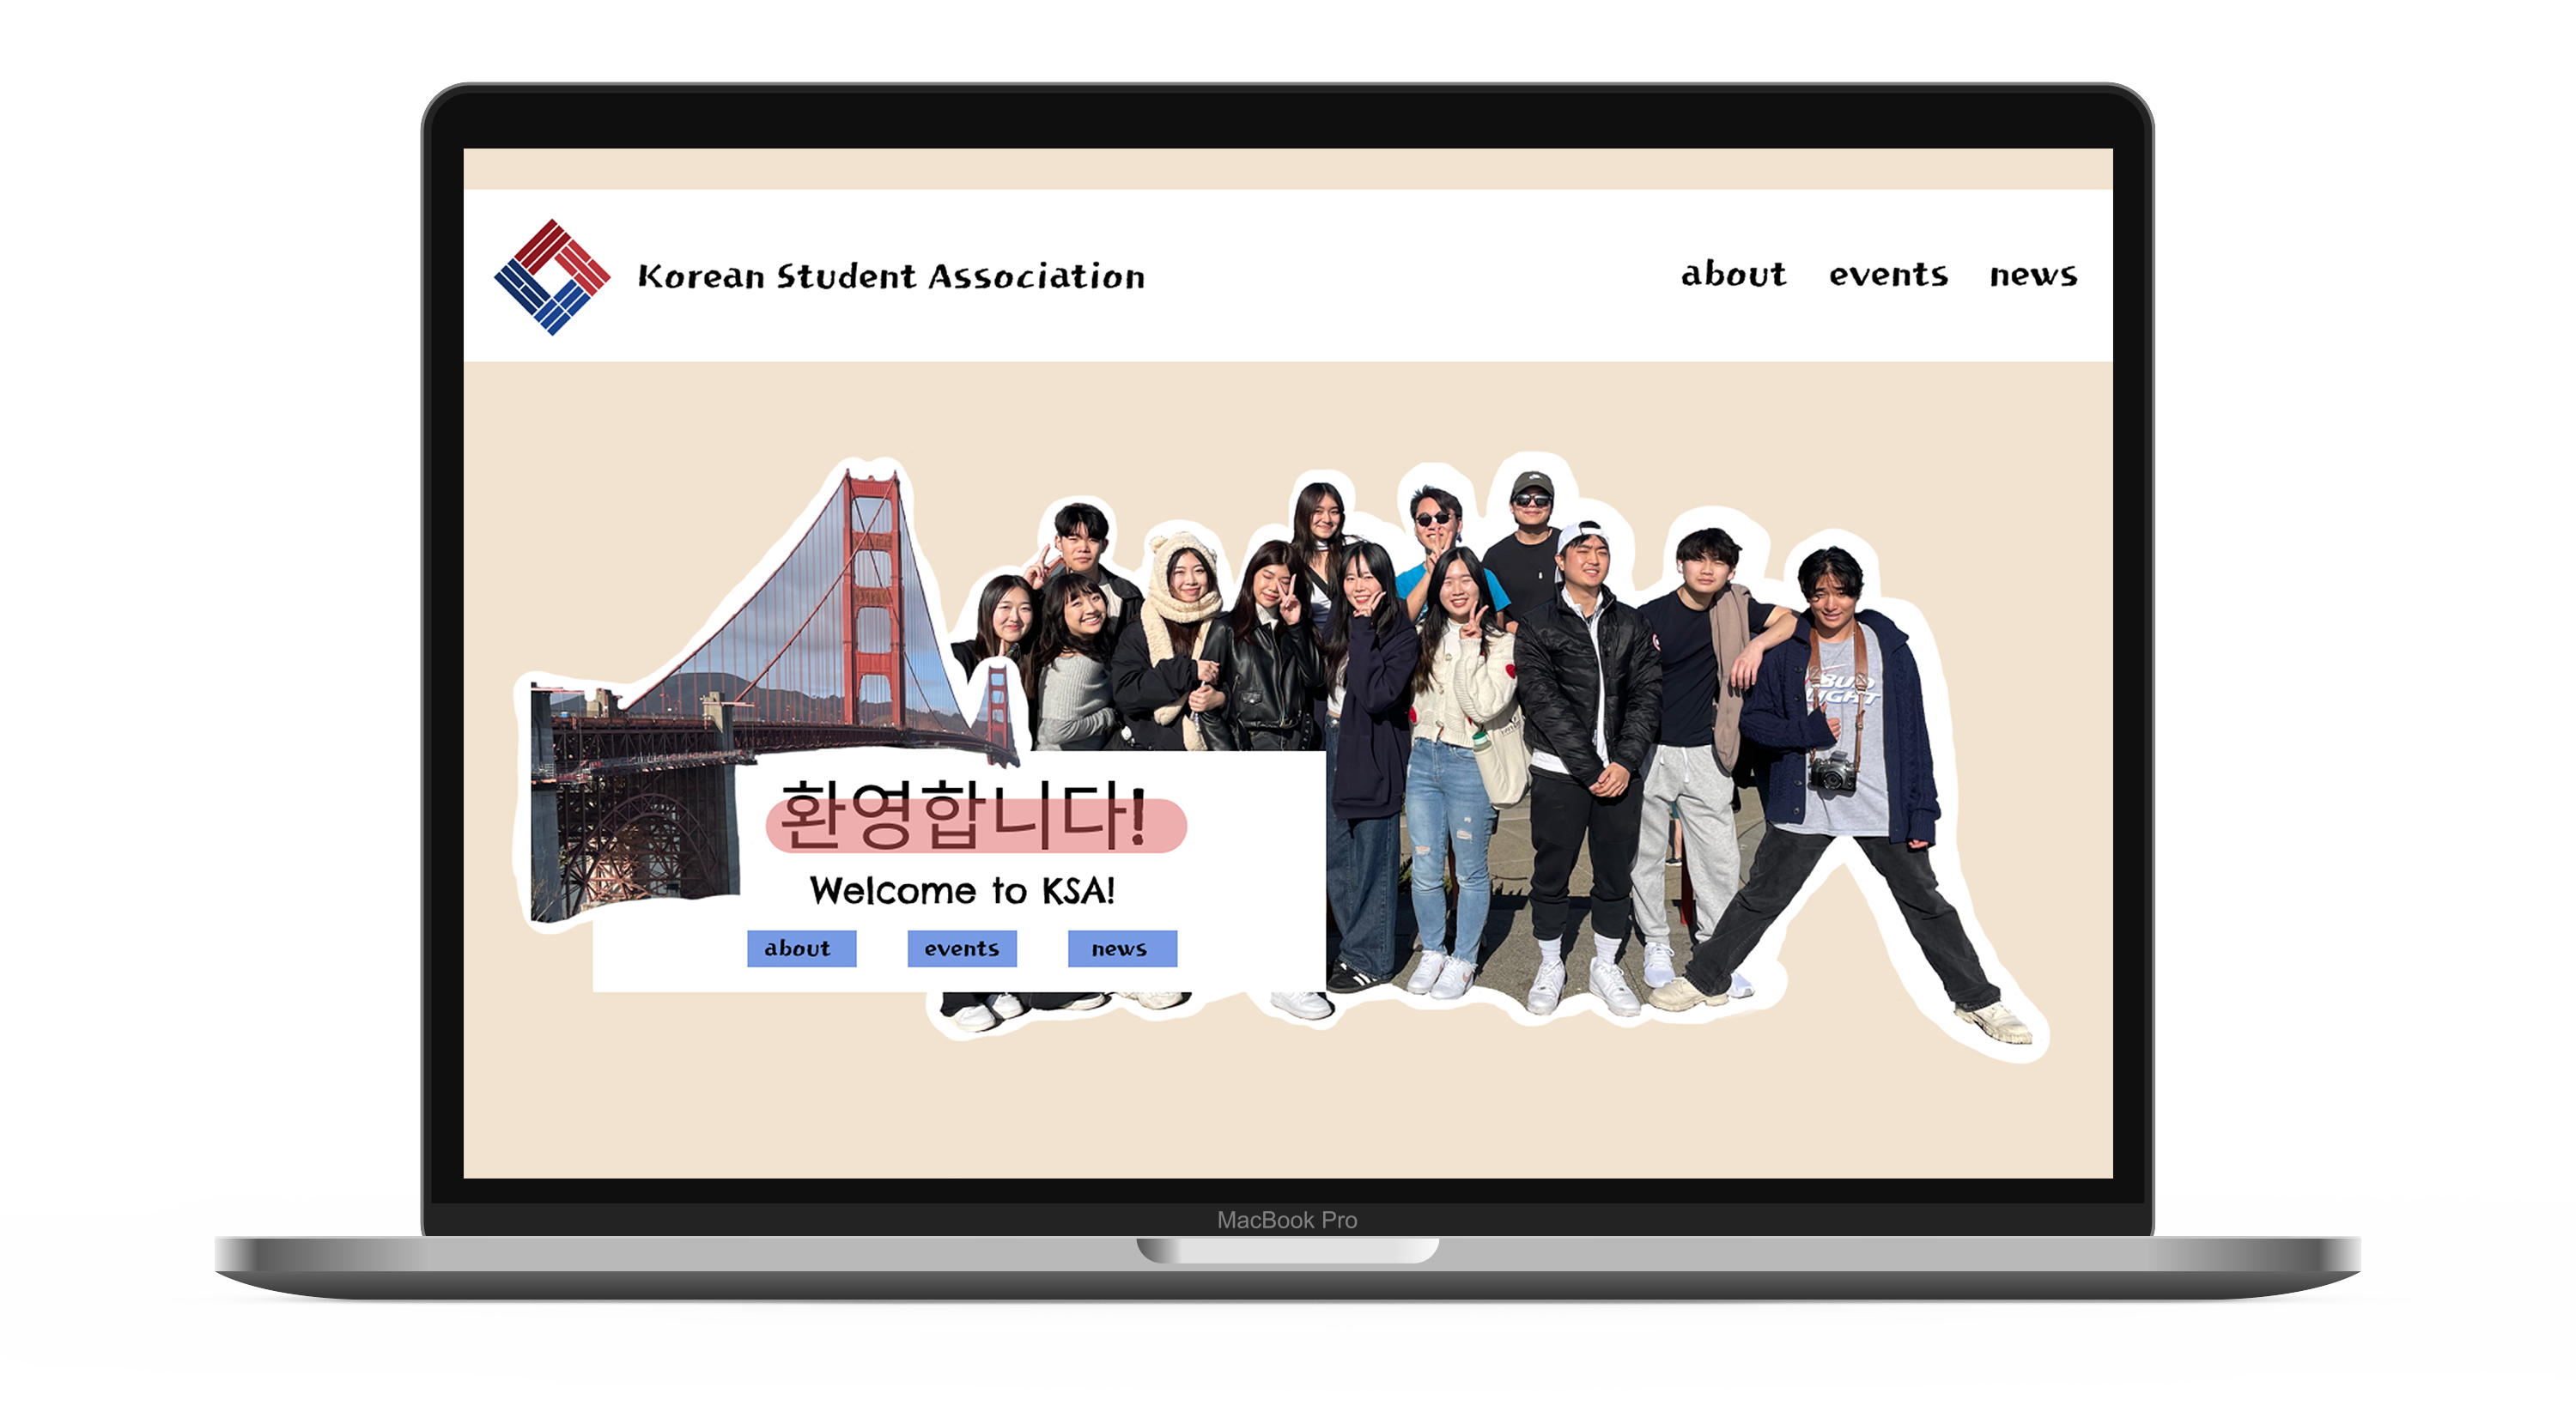 Korean Student Association
about events news
BUD
LIGHT
환영합니다!
Welcome to KSA!
about events news
MacBook Pro